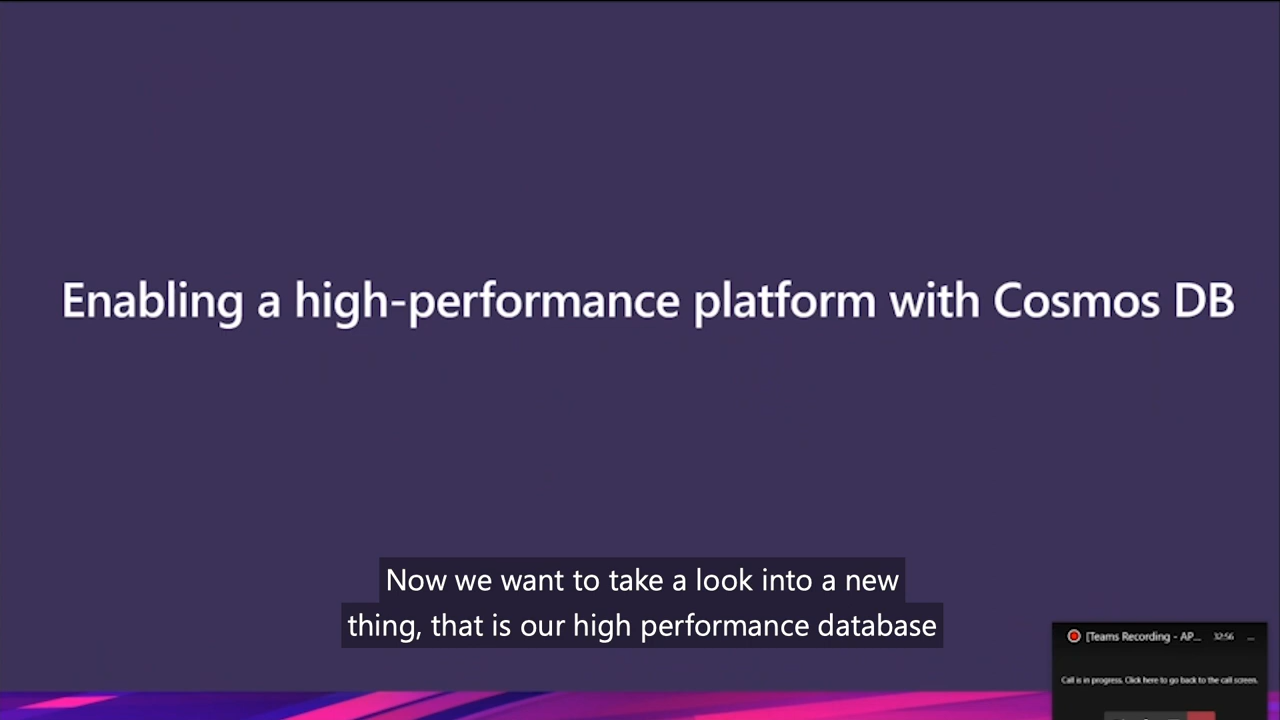 Enabling a high-performance platform with Cosmos DB
Now we want to take a look into a new
thing, that is our high performance database
[Teams Recording - AP... 32:56 ...
Call is in progress. Click here to go back to the call screen.